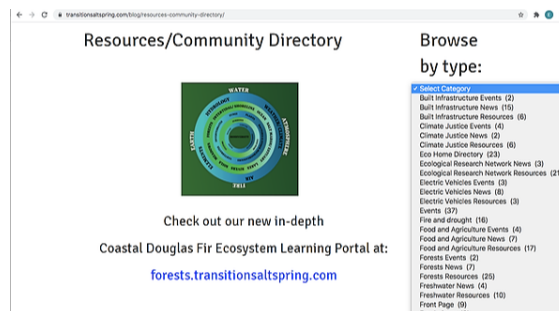 transitionsaltspring.com/blog/resources-community-directory/
Resources/Community Directory
WATER
HYDROLOGY
ATMOSPHERE
EARTH
ELEMENTS
AIR
FIRE
Check out our new in-depth
Coastal Douglas Fir Ecosystem Learning Portal at:
forests.transitionsaltspring.com
Browse
by type:
✓ Select Category
Built Infrastructure Events (2)
Built Infrastructure News (15)
Built Infrastructure Resources (6)
Climate Justice Events (4)
Climate Justice News (2)
Climate Justice Resources (6)
Eco Home Directory (23)
Ecological Research Network News (3)
Ecological Research Network Resources (21
Electric Vehicles Events (3)
Electric Vehicles News (8)
Electric Vehicles Resources (3)
Events (37)
Fire and drought (16)
Food and Agriculture Events (4)
Food and Agriculture News (7)
Food and Agriculture Resources (17)
Forests Events (2)
Forests News (7)
Forests Resources (25)
Freshwater News (4)
Freshwater Resources (10)
Front Page (9)